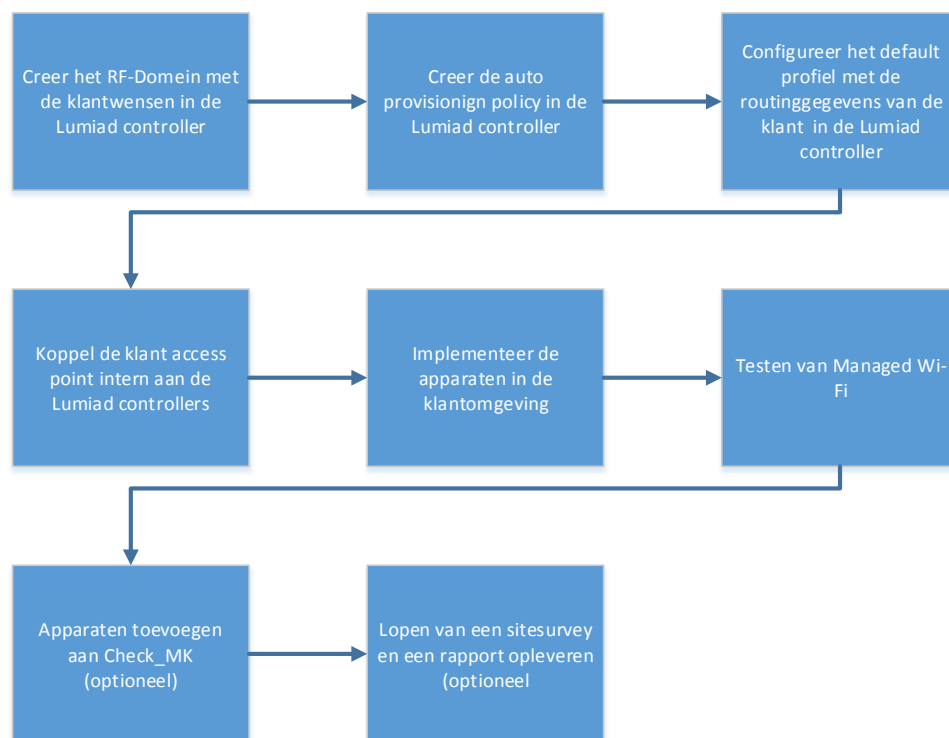 Creer het RF-Domein met
de klantwensen in de
Lumiad controller
Creer de auto
provisionign policy in de
Lumiad controller
Configureer het default
profiel met de
routinggegevens van de
klant in de Lumiad
controller
Koppel de klant access
point intern aan de
Lumiad controllers
Implementeer de
apparaten in de
klantomgeving
Testen van Managed Wi-
Fi
Apparaten toevoegen
aan Check_MK
(optioneel)
Lopen van een sitesurvey
en een rapport opleveren
(optioneel